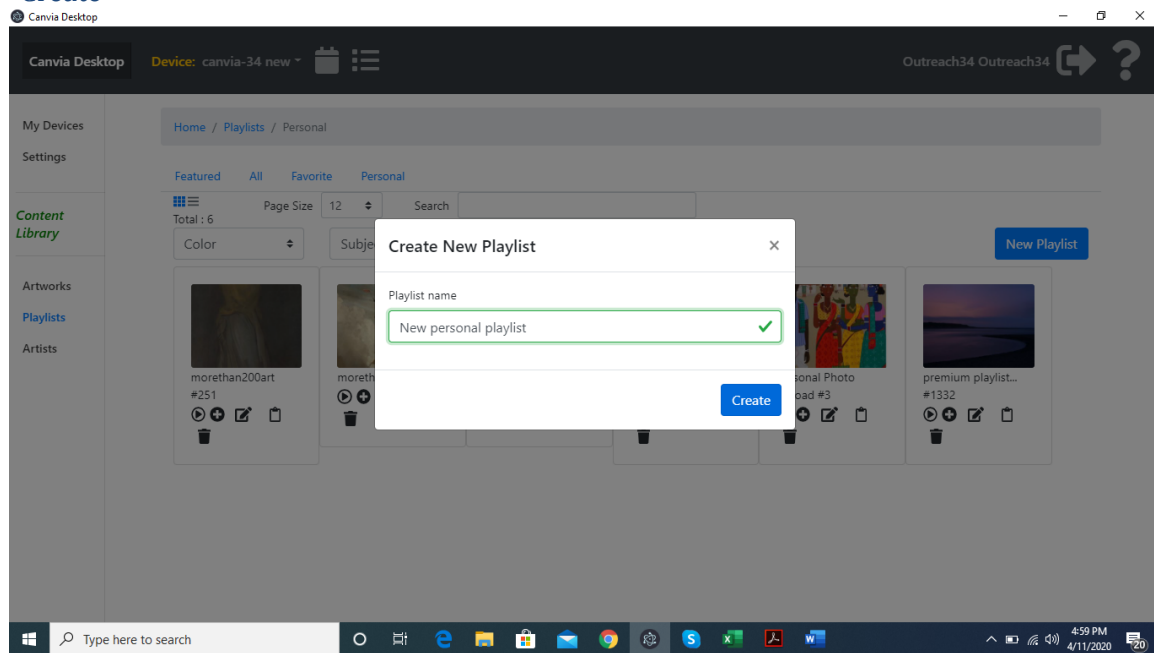 Create
Canvia Desktop
Canvia Desktop
Device: canvia-34 new
Outreach34 Outreach34
My Devices
Settings
Content
Library
Artworks
Playlists
Artists
Home / Playlists / Personal
Featured All Favorite Personal
Total : 6
Page Size 12
Search
Color
New Playlist
Create New Playlist ×
Playlist name
New personal playlist
Create
morethan200art
#251
moreth
#3
premium playlist...
#1332
Type here to search
4:59 PM
4/11/2020
20